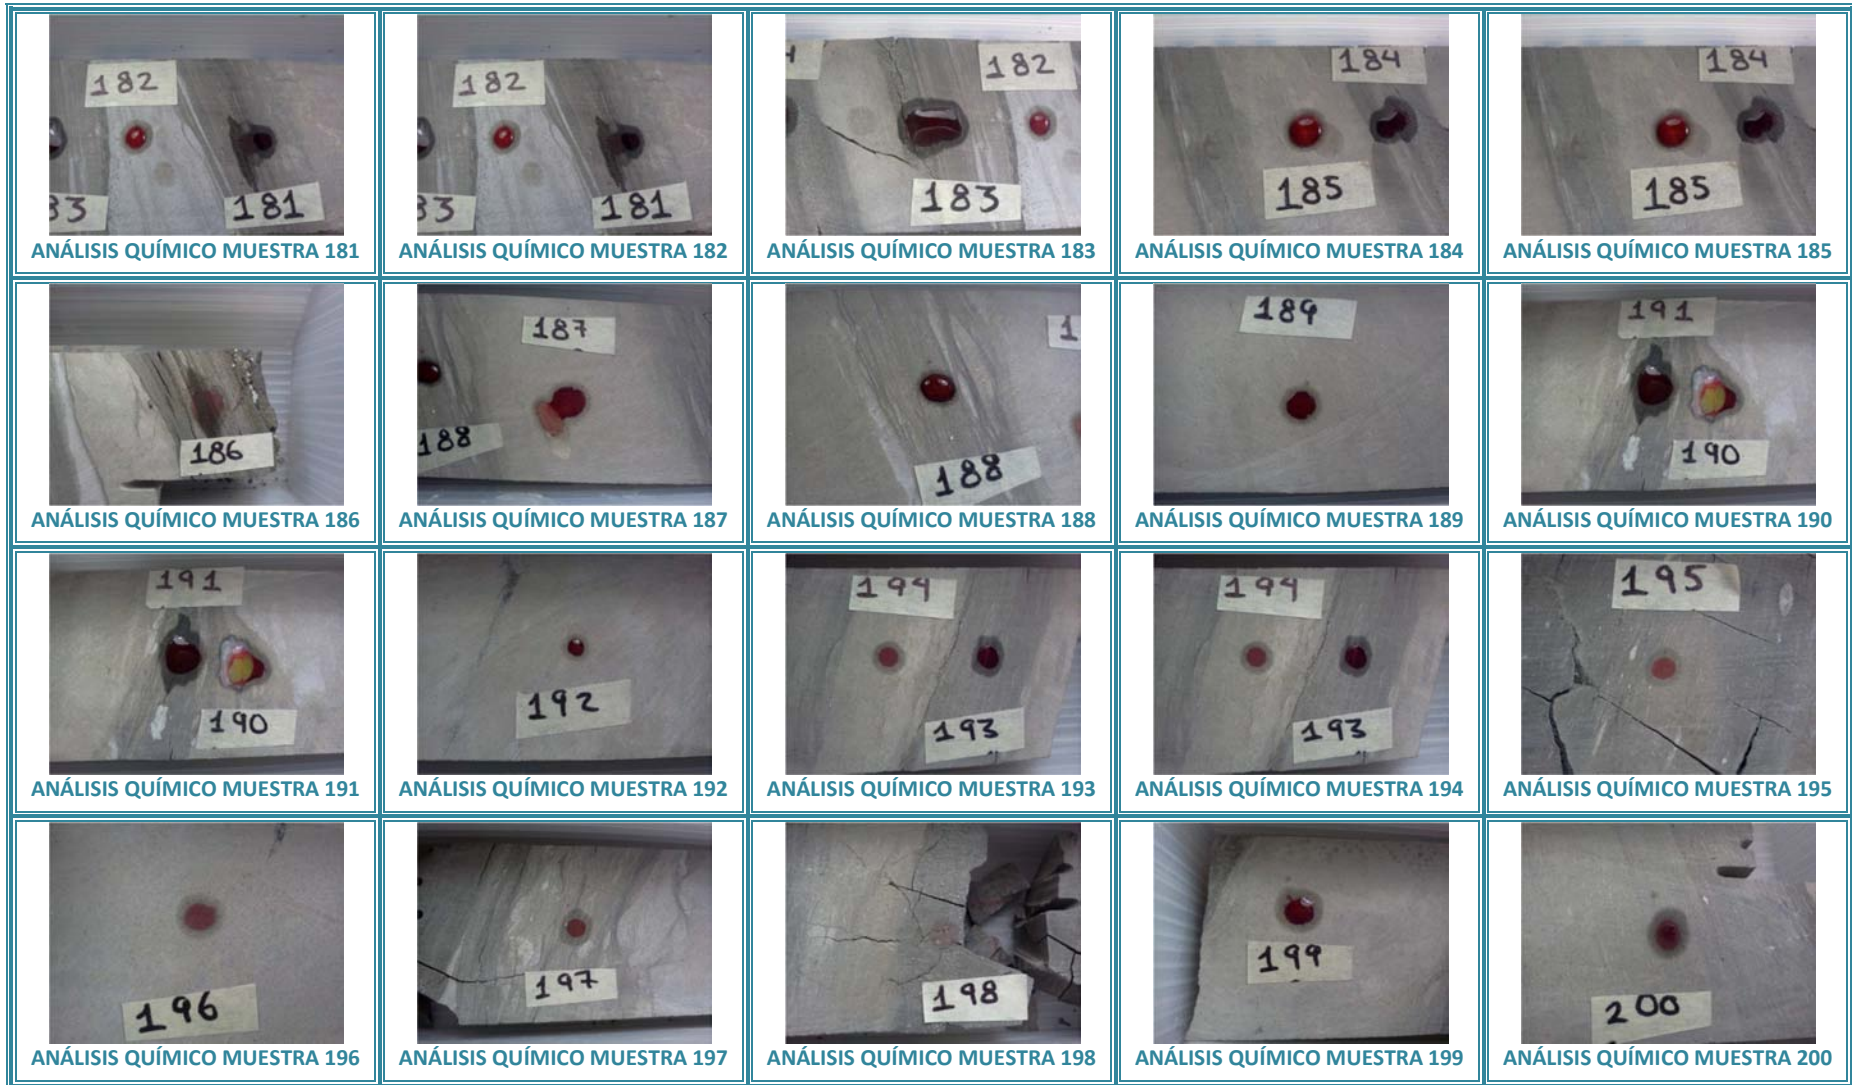 182
181
ANÁLISIS QUÍMICO MUESTRA 181
182
181
ANÁLISIS QUÍMICO MUESTRA 182
182
183
ANÁLISIS QUÍMICO MUESTRA 183
184
185
ANÁLISIS QUÍMICO MUESTRA 184
184
185
ANÁLISIS QUÍMICO MUESTRA 185
186
ANÁLISIS QUÍMICO MUESTRA 186
187
188
ANÁLISIS QUÍMICO MUESTRA 187
188
ANÁLISIS QUÍMICO MUESTRA 188
189
ANÁLISIS QUÍMICO MUESTRA 189
191
190
ANÁLISIS QUÍMICO MUESTRA 190
191
190
ANÁLISIS QUÍMICO MUESTRA 191
192
ANÁLISIS QUÍMICO MUESTRA 192
194
193
ANÁLISIS QUÍMICO MUESTRA 193
194
193
ANÁLISIS QUÍMICO MUESTRA 194
195
ANÁLISIS QUÍMICO MUESTRA 195
196
ANÁLISIS QUÍMICO MUESTRA 196
197
ANÁLISIS QUÍMICO MUESTRA 197
198
ANÁLISIS QUÍMICO MUESTRA 198
199
ANÁLISIS QUÍMICO MUESTRA 199
200
ANÁLISIS QUÍMICO MUESTRA 200